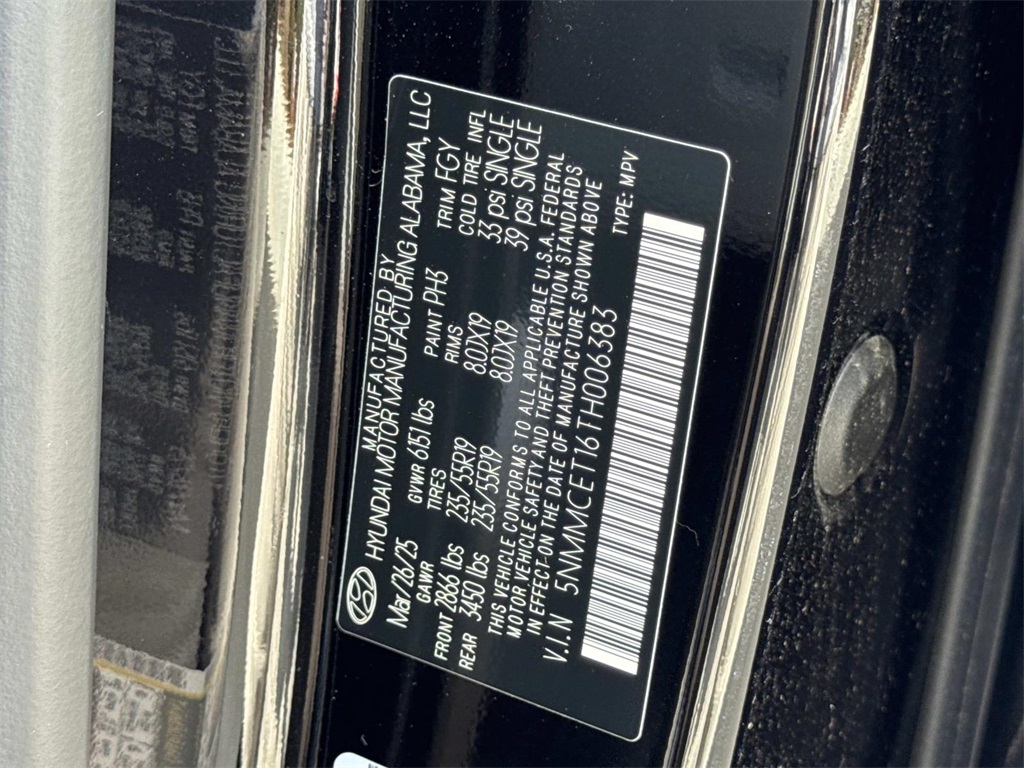 MANUFACTURED BY
HYUNDAI MOTOR MANUFACTURING ALABAMA, LLC
Mar/26/25 GVWR 6151 lbs PAINT PH3 TRIM FGY
GAWR TIRES RIMS COLD TIRE INFL
FRONT 2866 lbs 235/55R19 8.0JX19 33 psi SINGLE
REAR 3450 lbs 235/55R19 8.0JX19 39 psi SINGLE
THIS VEHICLE CONFORMS TO ALL APPLICABLE U.S.A. FEDERAL
MOTOR VEHICLE SAFETY AND THEFT PREVENTION STANDARDS
IN EFFECT ON THE DATE OF MANUFACTURE SHOWN ABOVE
V.I.N 5NMMCET16TH006383 TYPE: MPV